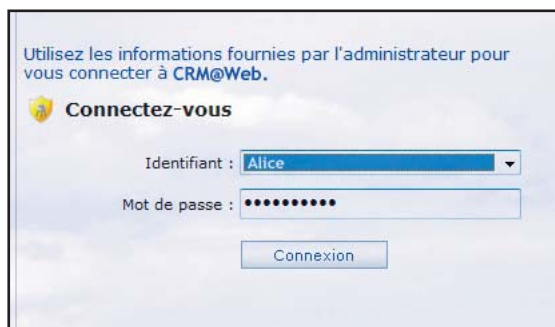 Utilisez les informations fournies par l'administrateur pour
vous connecter à CRM@Web.
Connectez-vous
Identifiant : Alice
Mot de passe : ••••••••••
Connexion